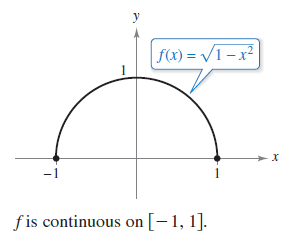 y
f(x) = √1 − x²
1
x
−1
1
f is continuous on [−1, 1].